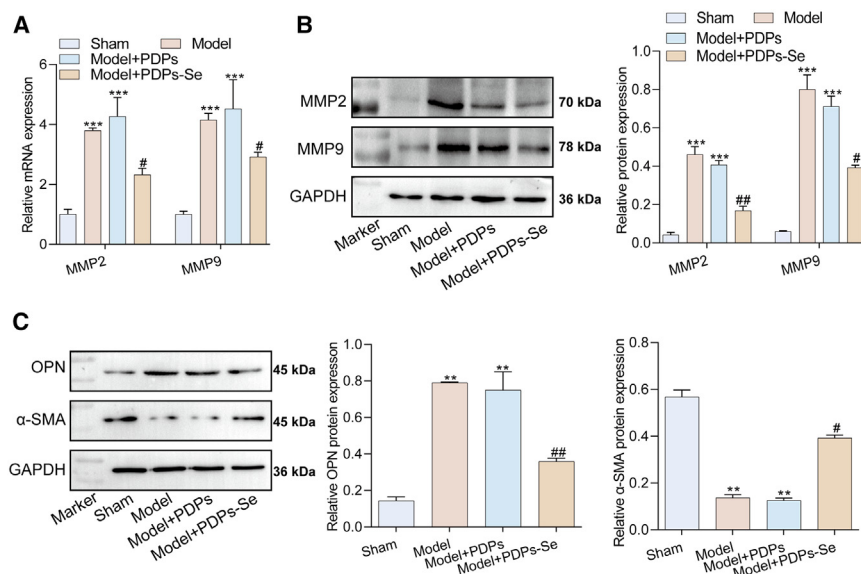 A
Sham
Model
Model+PDPs
Model+PDPs-Se
Relative mRNA expression
6
4
2
0
***
***
#
***
***
#
MMP2
MMP9
B
MMP2
70 kDa
MMP9
78 kDa
GAPDH
36 kDa
Marker
Sham
Model
Model+PDPs
Model+PDPs-Se
Sham
Model
Model+PDPs
Model+PDPs-Se
Relative protein expression
1.0
0.8
0.6
0.4
0.2
0.0
***
***
##
***
***
#
MMP2
MMP9
C
OPN
45 kDa
α-SMA
45 kDa
GAPDH
36 kDa
Marker
Sham
Model
Model+PDPs
Model+PDPs-Se
Relative OPN protein expression
1.0
0.8
0.6
0.4
0.2
0.0
**
**
##
Sham
Model
Model+PDPs
Model+PDPs-Se
Relative α-SMA protein expression
0.8
0.6
0.4
0.2
0.0
**
**
#
Sham
Model
Model+PDPs
Model+PDPs-Se